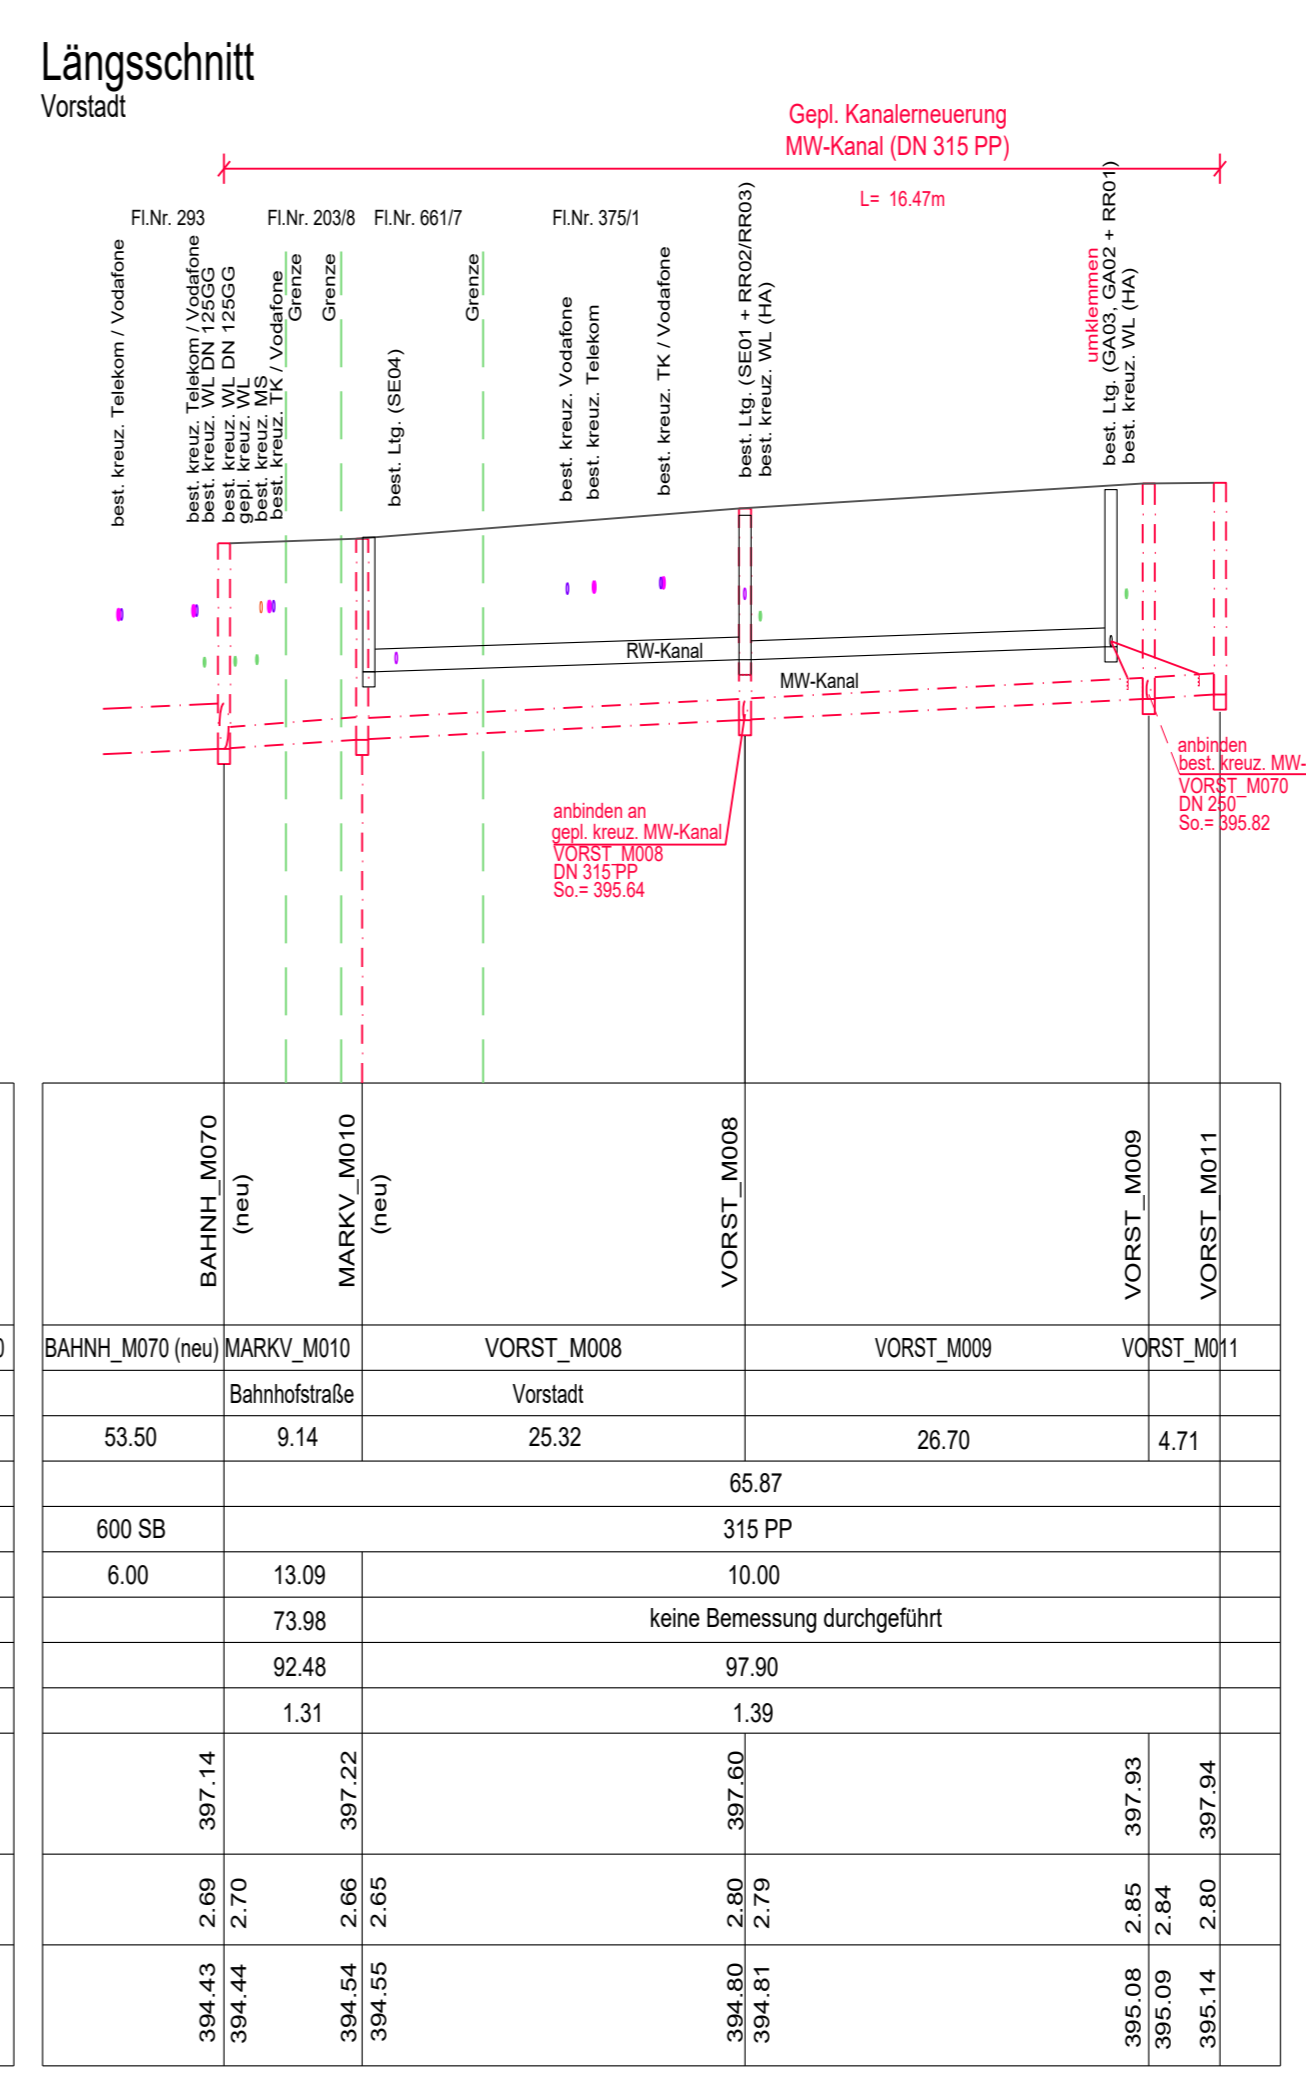 Längsschnitt
Vorstadt
Gepl. Kanalerneuerung
MW-Kanal (DN 315 PP)
L= 16.47m
Fl.Nr. 293
Fl.Nr. 203/8
Fl.Nr. 661/7
Fl.Nr. 375/1
best. kreuz. Telekom / Vodafone
best. kreuz. Telekom / Vodafone
best. kreuz. WL DN 125GG
best. kreuz. WL DN 125GG
gepl. kreuz. WL
best. kreuz. MS
best. kreuz. TK / Vodafone
Grenze
Grenze
best. Ltg. (SE04)
Grenze
best. kreuz. Vodafone
best. kreuz. Telekom
best. kreuz. TK / Vodafone
best. Ltg. (SE01 + RR02/RR03)
best. kreuz. WL (HA)
umklemmen
best. Ltg. (GA03, GA02 + RR01)
best. kreuz. WL (HA)
RW-Kanal
MW-Kanal
anbinden
best. kreuz. MW-
VORST_M070
DN 250
So.= 395.82
anbinden an
gepl. kreuz. MW-Kanal
VORST_M008
DN 315 PP
So.= 394.64
BAHNH_M070
(neu)
MARKV_M010
(neu)
VORST_M008
VORST_M009
VORST_M011
BAHNH_M070 (neu) MARKV_M010 VORST_M008 VORST_M009 VORST_M011
Bahnhofstraße Vorstadt
53.50 9.14 25.32 26.70 4.71
65.87
600 SB 315 PP
6.00 13.09 10.00
73.98 keine Bemessung durchgeführt
92.48 97.90
1.31 1.39
397.14 397.22 397.60 397.93 397.94
2.69 2.70 2.66 2.65 2.80 2.79 2.85 2.84 2.80
394.43 394.44 394.54 394.55 394.80 394.81 395.08 395.09 395.14